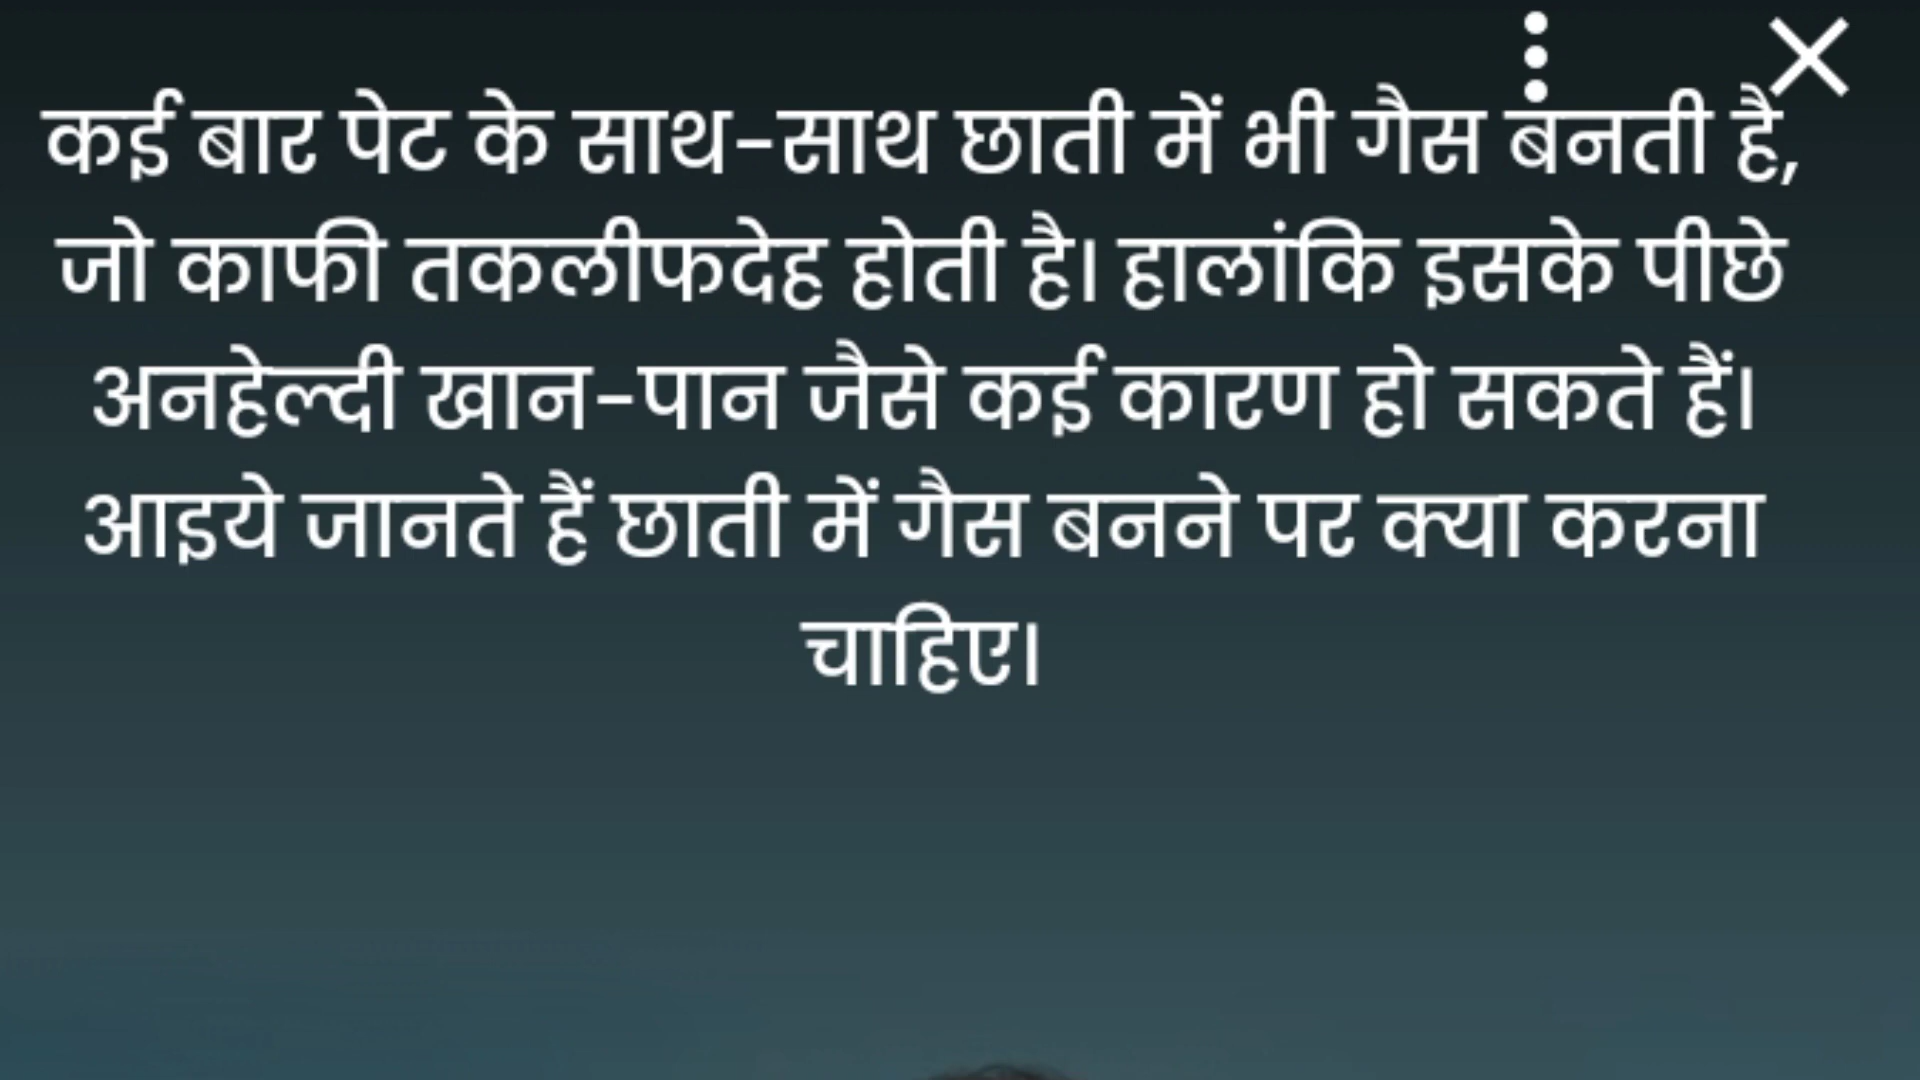 कई बार पेट के साथ-साथ छाती में भी गैस बनती है,
जो काफी तकलीफदेह होती है। हालांकि इसके पीछे
अनहेल्दी खान-पान जैसे कई कारण हो सकते हैं।
आइये जानते हैं छाती में गैस बनने पर क्या करना
चाहिए।